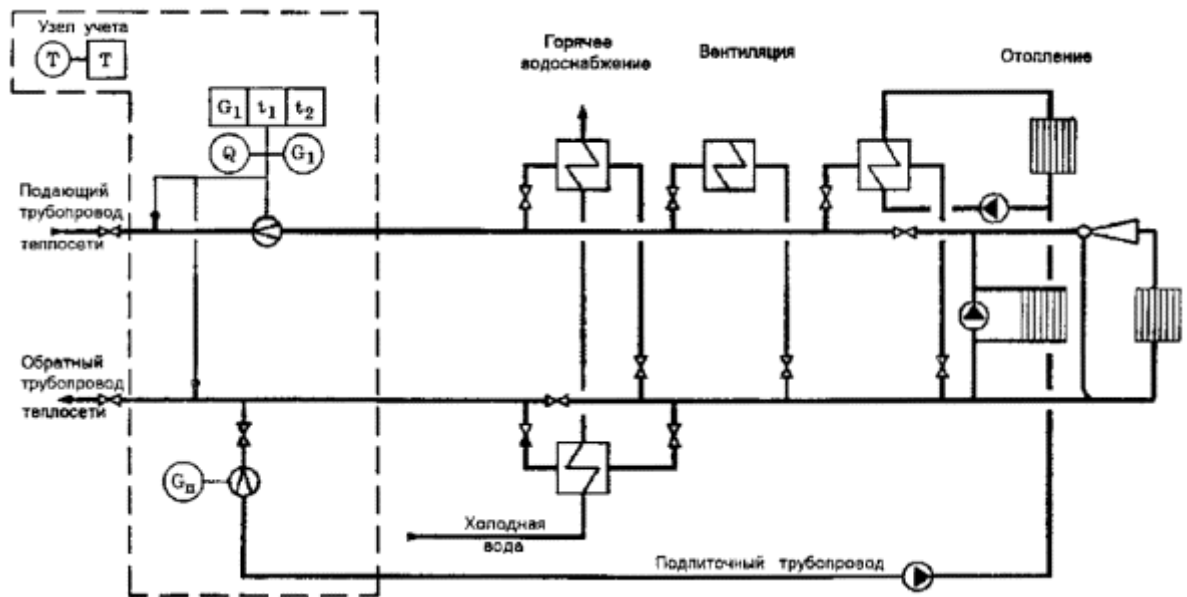 Узел учета
T T
G₁ t₁ t₂
Q G₁
Подающий
трубопровод
теплосети
Горячее
водоснабжение
Вентиляция
Отопление
Обратный
трубопровод
теплосети
Gп
Холодная
вода
Подпиточный трубопровод